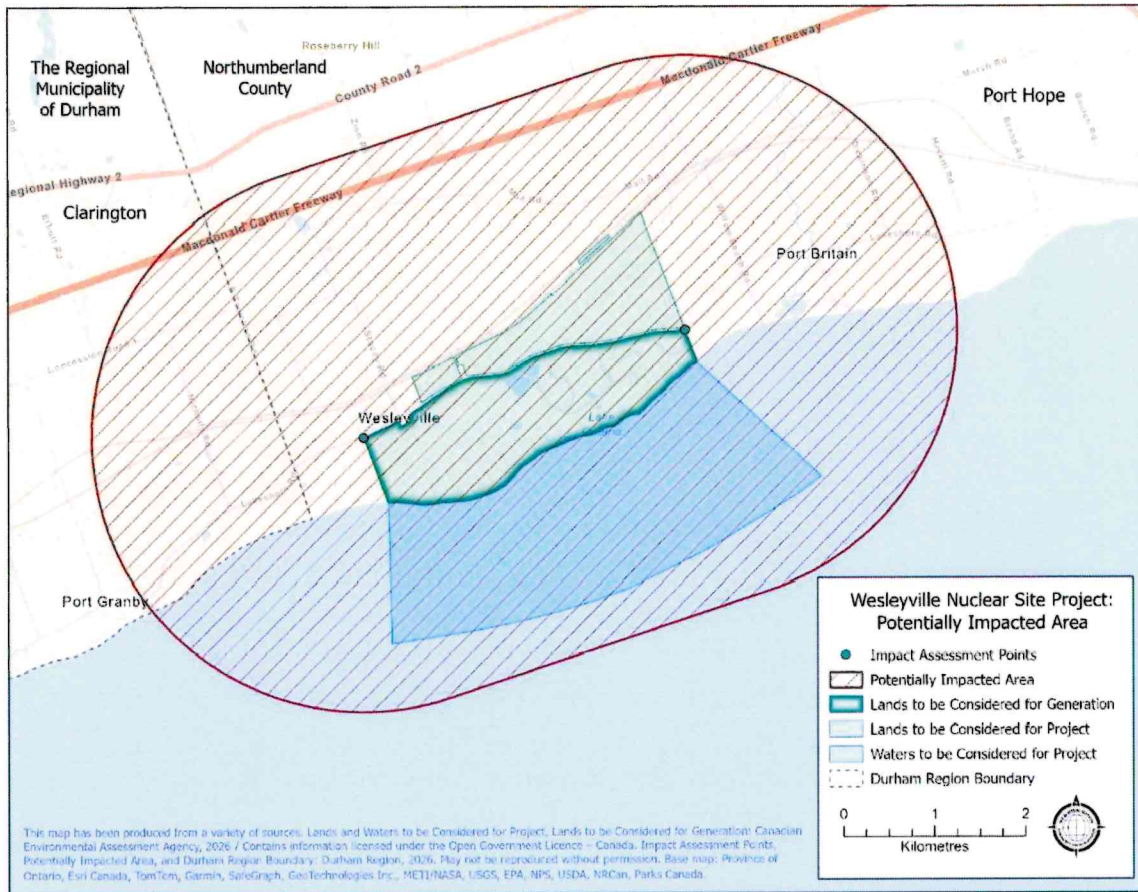 Roseberry Hill
The Regional
Municipality
of Durham
Northumberland
County
County Road 2
Macdonald Cartier Freeway
Port Hope
Regional Highway 2
Clarington
Macdonald Cartier Freeway
Port Britain
Wesleyville
Port Granby
Wesleyville Nuclear Site Project:
Potentially Impacted Area
Impact Assessment Points
Potentially Impacted Area
Lands to be Considered for Generation
Lands to be Considered for Project
Waters to be Considered for Project
Durham Region Boundary
0 1 2
Kilometres
This map has been produced from a variety of sources. Lands and Waters to be Considered for Project, Lands to be Considered for Generation: Canadian
Environmental Assessment Agency, 2026 / Contains information licensed under the Open Government Licence – Canada. Impact Assessment Points,
Potentially Impacted Area, and Durham Region Boundary: Durham Region, 2026. May not be reproduced without permission. Base map: Province of
Ontario, Esri Canada, TomTom, Garmin, SafeGraph, GeoTechnologies Inc., METI/NASA, USGS, EPA, NPS, USDA, NRCan, Parks Canada.